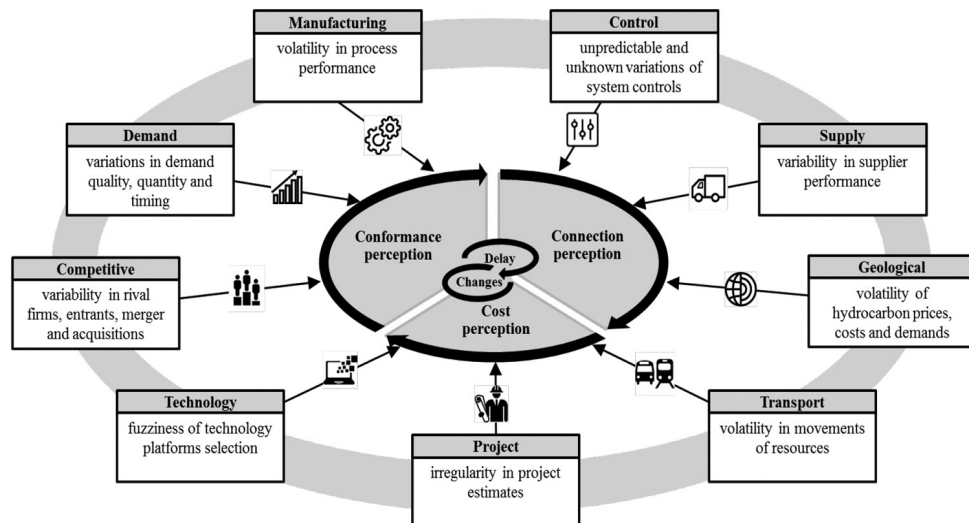 Manufacturing
volatility in process
performance
Control
unpredictable and
unknown variations of
system controls
Demand
variations in demand
quality, quantity and
timing
Supply
variability in supplier
performance
Conformance
perception
Connection
perception
Delay
Changes
Cost
perception
Competitive
variability in rival
firms, entrants, merger
and acquisitions
Geological
volatility of
hydrocarbon prices,
costs and demands
Technology
fuzziness of technology
platforms selection
Project
irregularity in project
estimates
Transport
volatility in movements
of resources